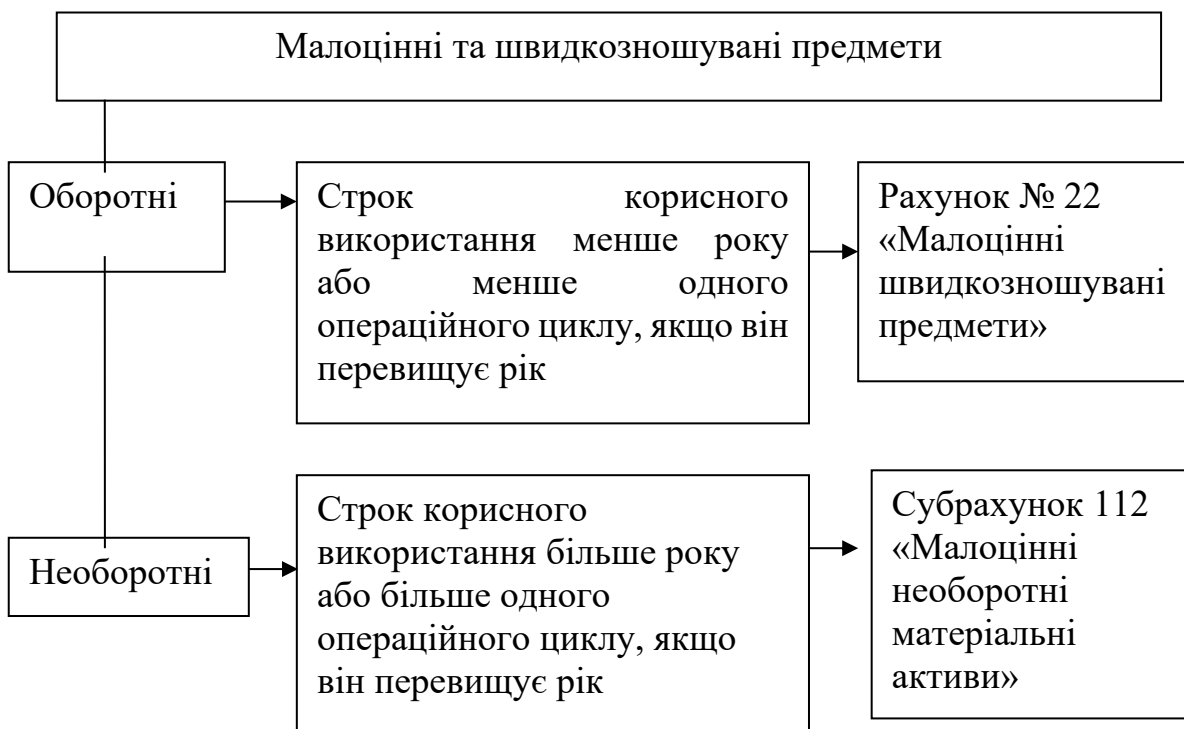 Малоцінні та швидкозношувані предмети
Оборотні
Строк корисного
використання менше року
або менше одного
операційного циклу, якщо він
перевищує рік
Рахунок № 22
«Малоцінні
швидкозношувані
предмети»
Необоротні
Строк корисного
використання більше року
або більше одного
операційного циклу, якщо
він перевищує рік
Субрахунок 112
«Малоцінні
необоротні
матеріальні
активи»